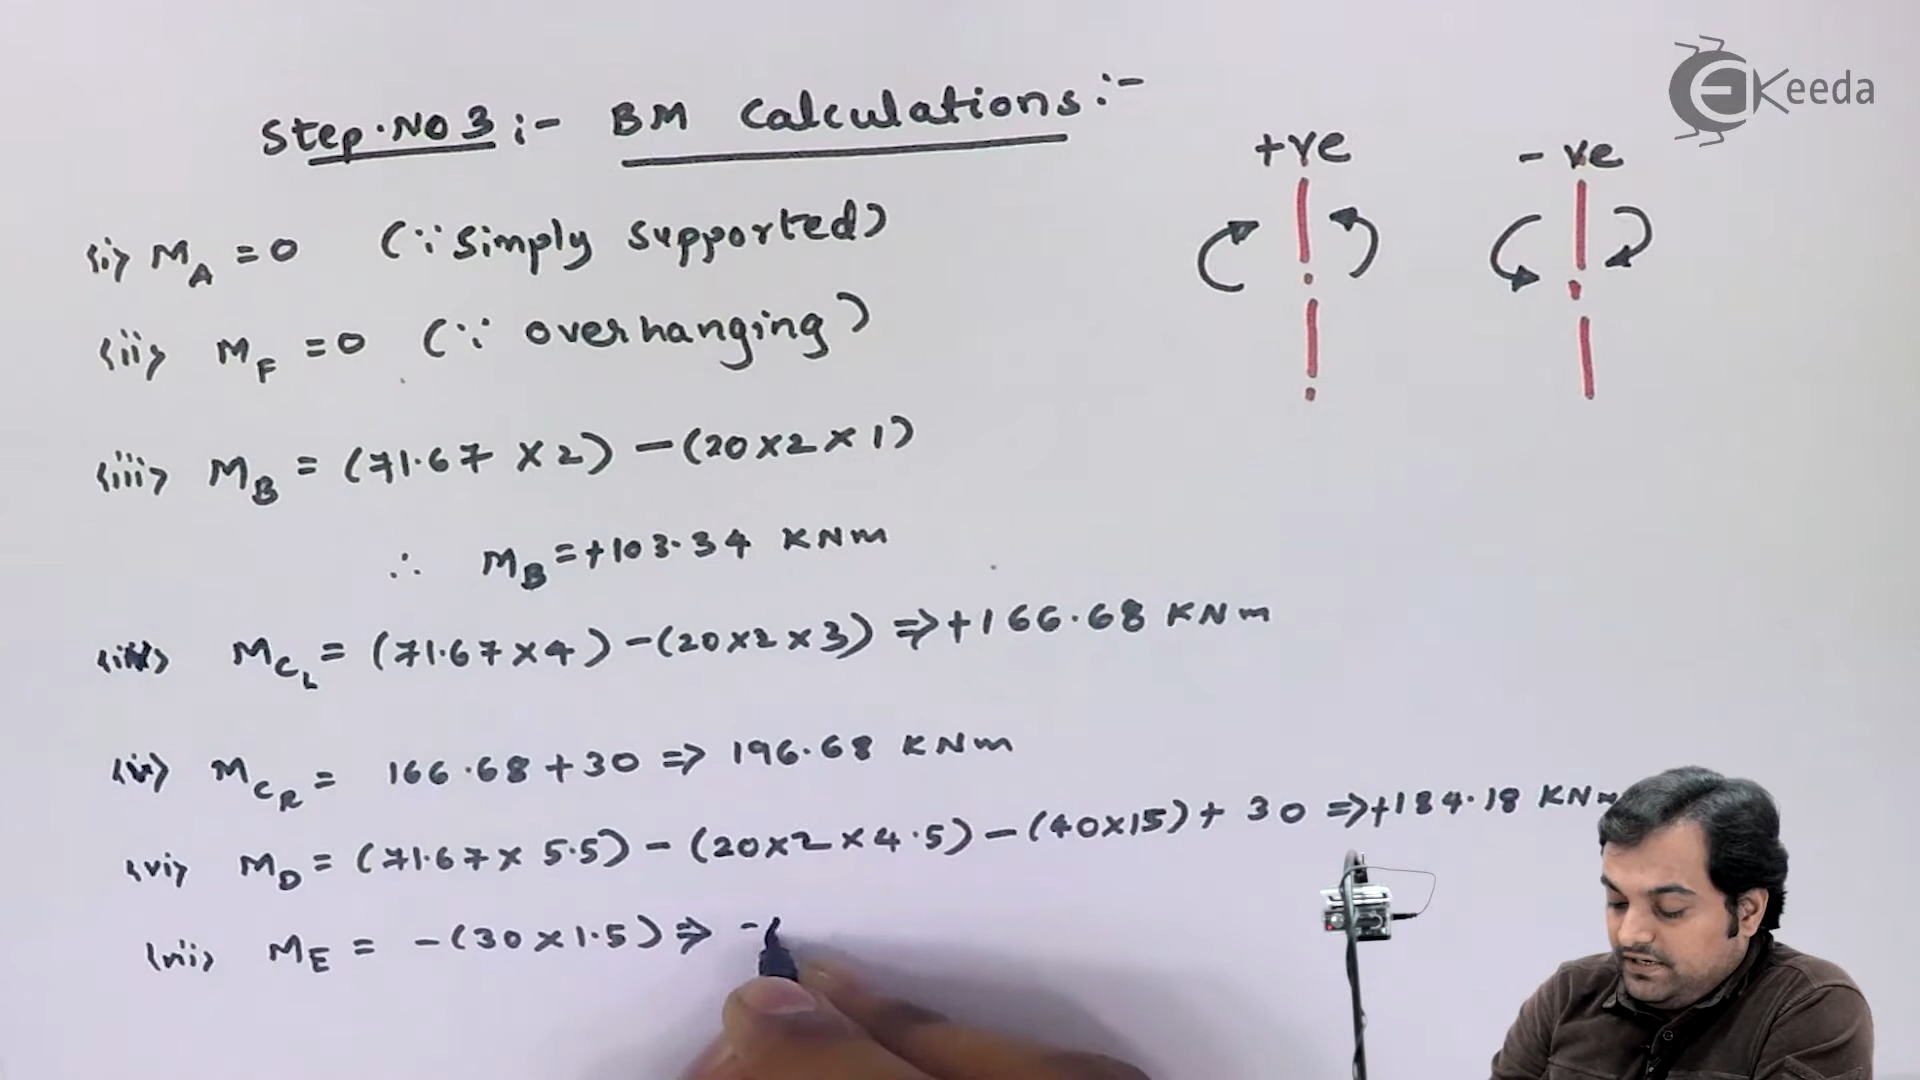 EKeeda
Step.No 3:- BM Calculations:-
+ve - ve
(i) MA = 0 (∵ simply supported)
(ii) MF = 0 (∵ overhanging)
(iii) MB = (71.67 × 2) - (20×2×1)
∴ MB = +103.34 KNm
(iv) MCL = (71.67×4) - (20×2×3) ⇒ +166.68 KNm
(v) MCR = 166.68 + 30 ⇒ 196.68 KNm
(vi) MD = (71.67× 5.5) - (20×2×4.5) - (40×15) + 30 ⇒ +184.18 KNm
(vii) ME = -(30×1.5) ⇒ -